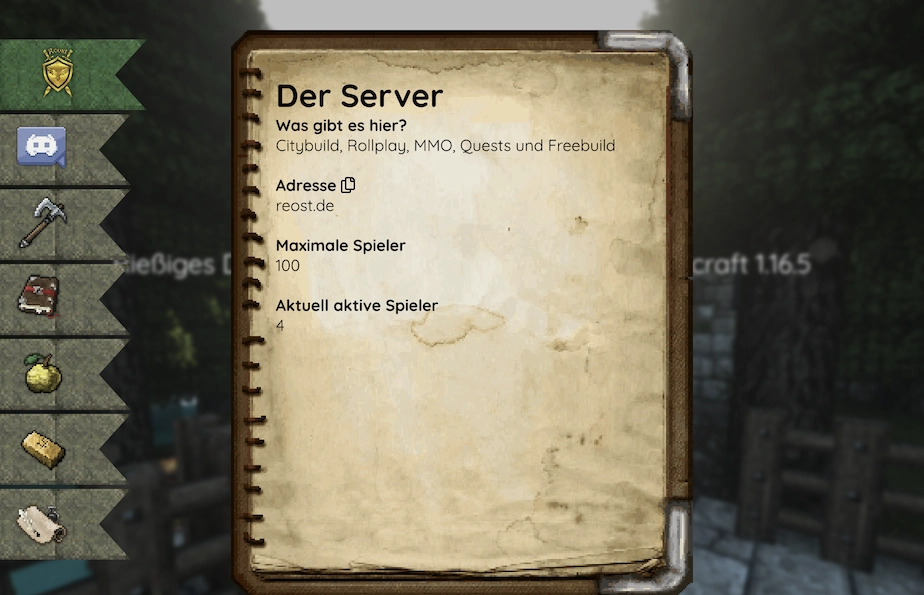 REOST
Der Server
Was gibt es hier?
Citybuild, Rollplay, MMO, Quests und Freebuild
Adresse
reost.de
Maximale Spieler
100
Aktuell aktive Spieler
4
craft 1.16.5